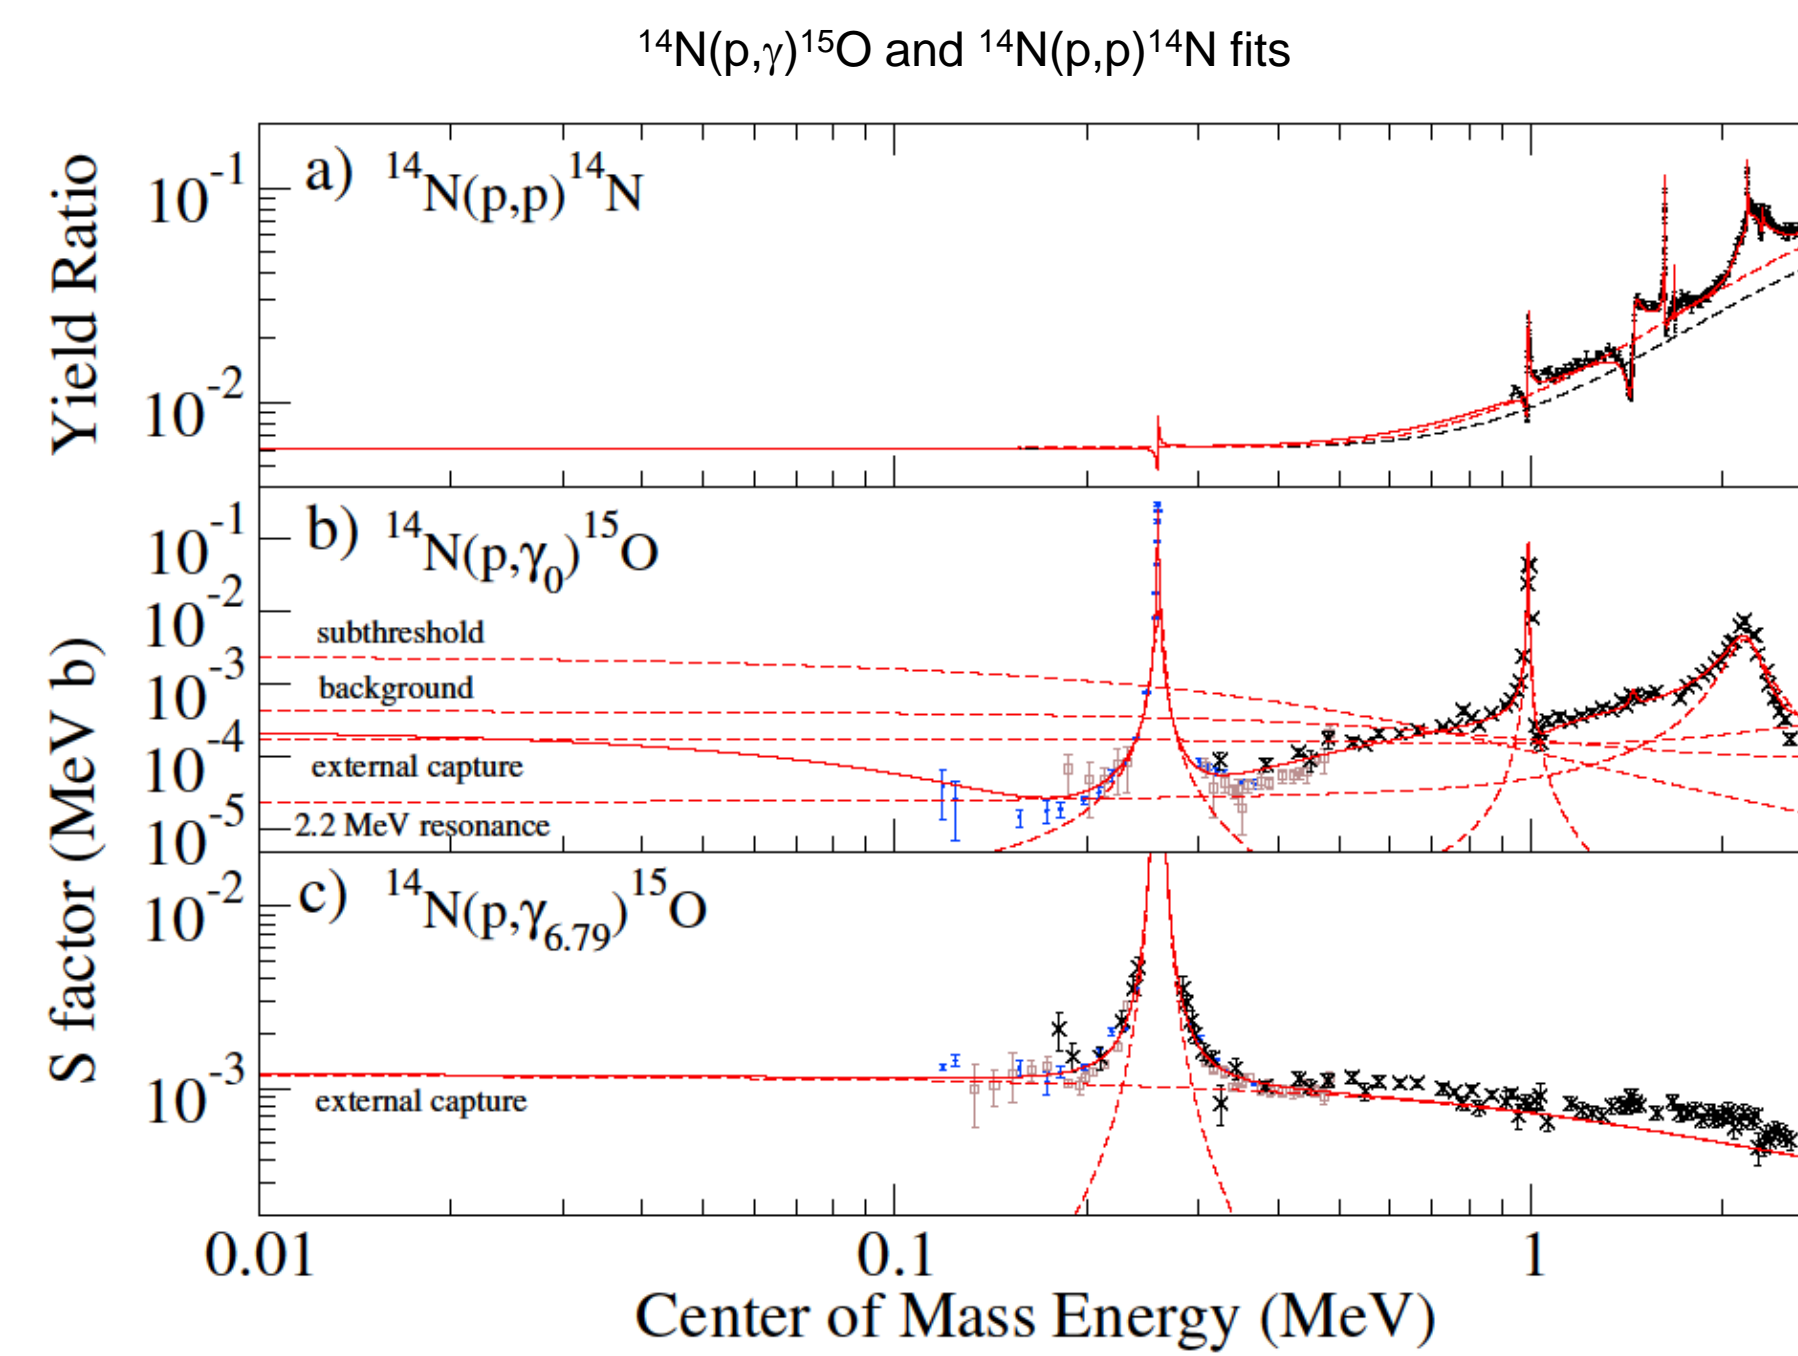 ¹⁴N(p,γ)¹⁵O and ¹⁴N(p,p)¹⁴N fits
Yield Ratio
10⁻¹
10⁻²
a) ¹⁴N(p,p)¹⁴N
S factor (MeV b)
10⁻¹
10⁻²
10⁻³
10⁻⁴
10⁻⁵
b) ¹⁴N(p,γ₀)¹⁵O
subthreshold
background
external capture
2.2 MeV resonance
10⁻²
10⁻³
c) ¹⁴N(p,γ₆.₇₉)¹⁵O
external capture
0.01 0.1 1
Center of Mass Energy (MeV)